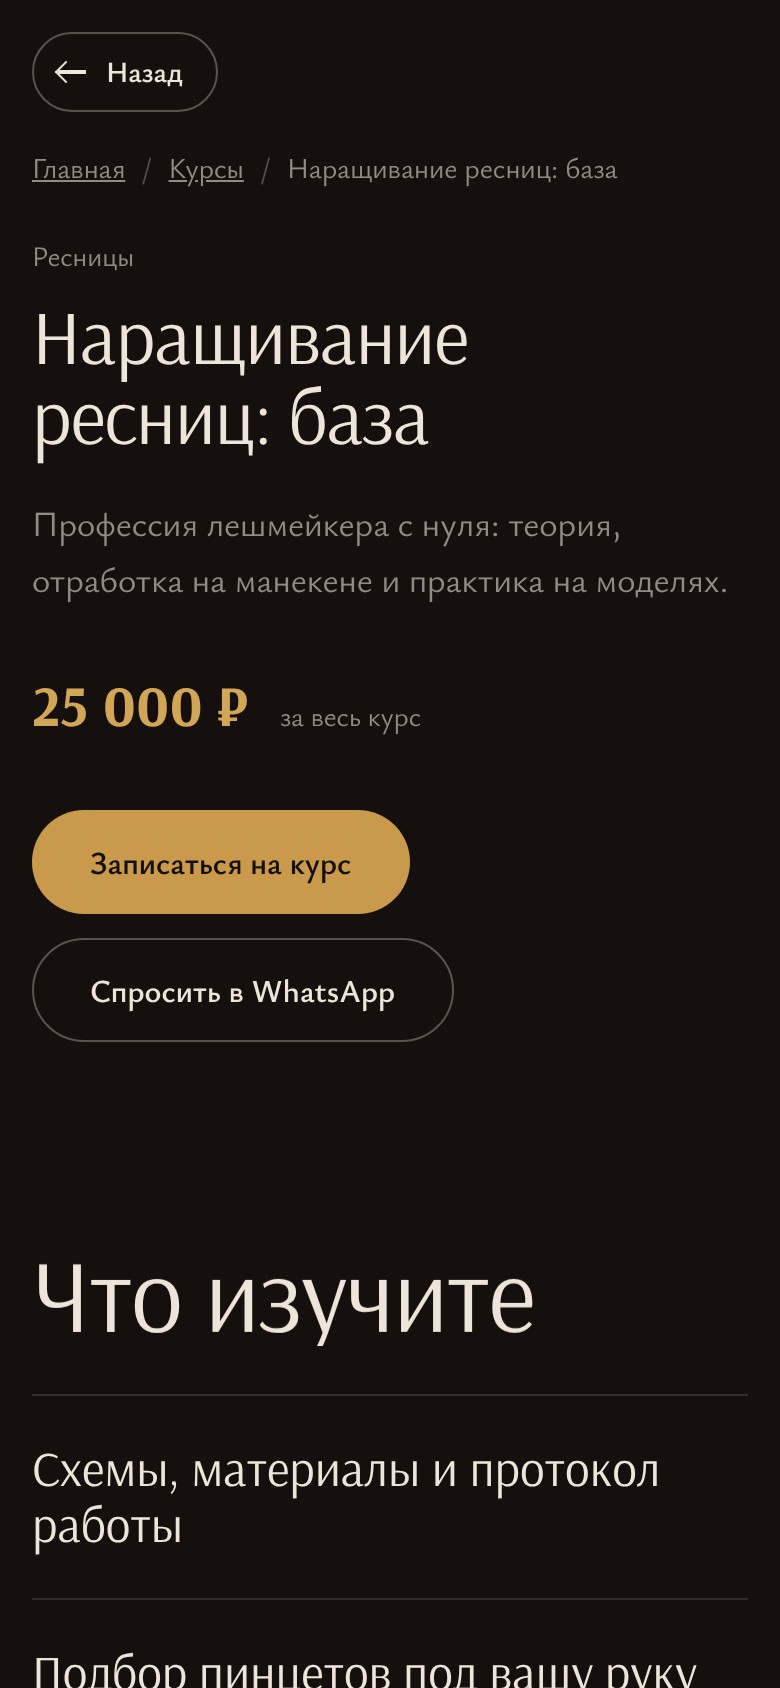 ← Назад
Главная / Курсы / Наращивание ресниц: база
Ресницы
Наращивание
ресниц: база
Профессия лешмейкера с нуля: теория,
отработка на манекене и практика на моделях.
25 000 ₽ за весь курс
Записаться на курс
Спросить в WhatsApp
Что изучите
Схемы, материалы и протокол
работы
Подбор пинцетов под вашу руку